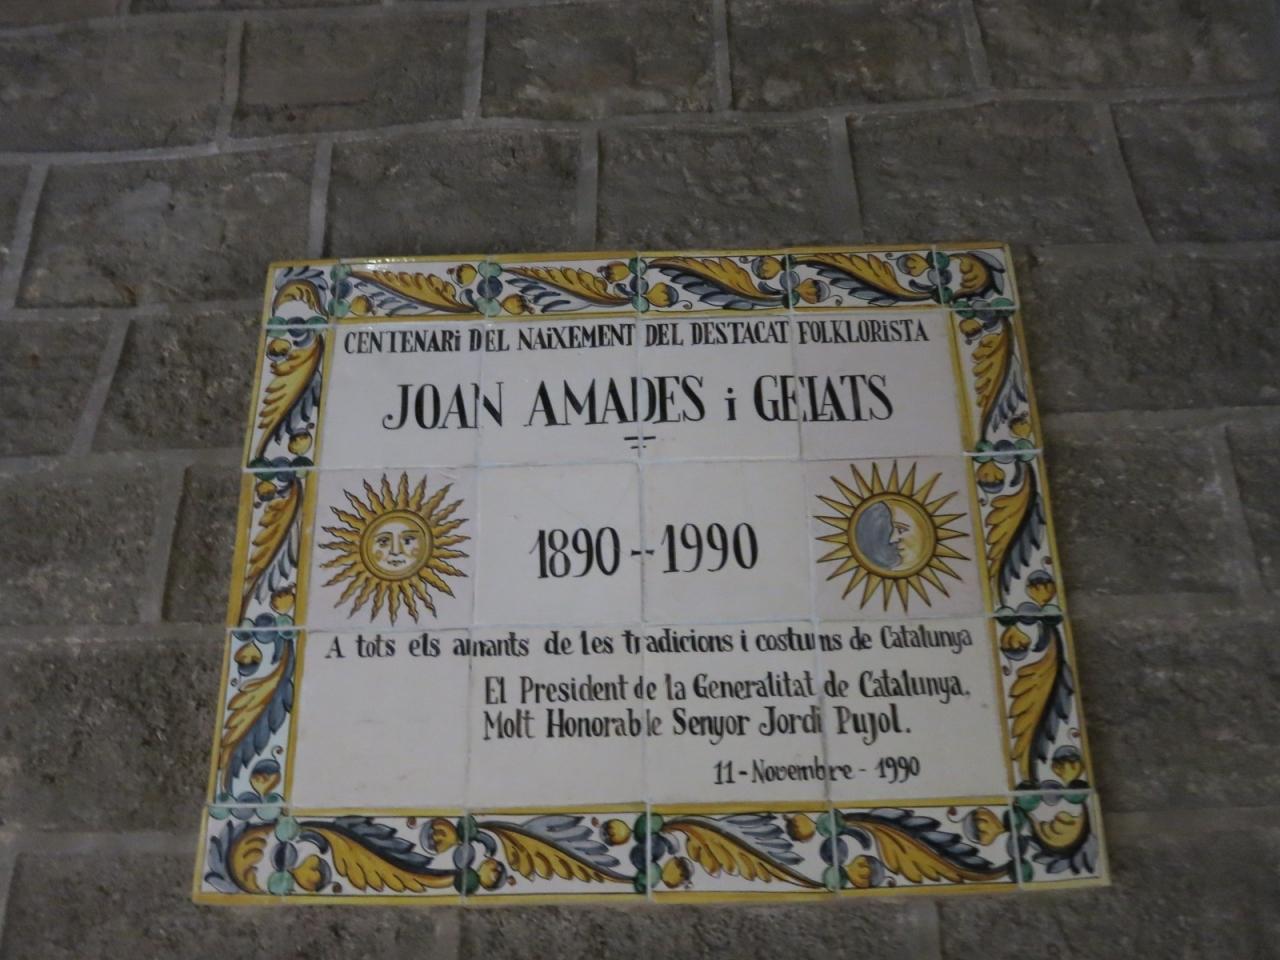 CENTENARi DEL NAiXEMENT DEL DESTACAT FOLKLORiSTA
JOAN AMADES i GELATS
1890 -- 1990
A tots els amants de les tradicions i costums de Catalunya
El President de la Generalitat de Catalunya,
Molt Honorable Senyor Jordi Pujol.
11 - Novembre - 1990